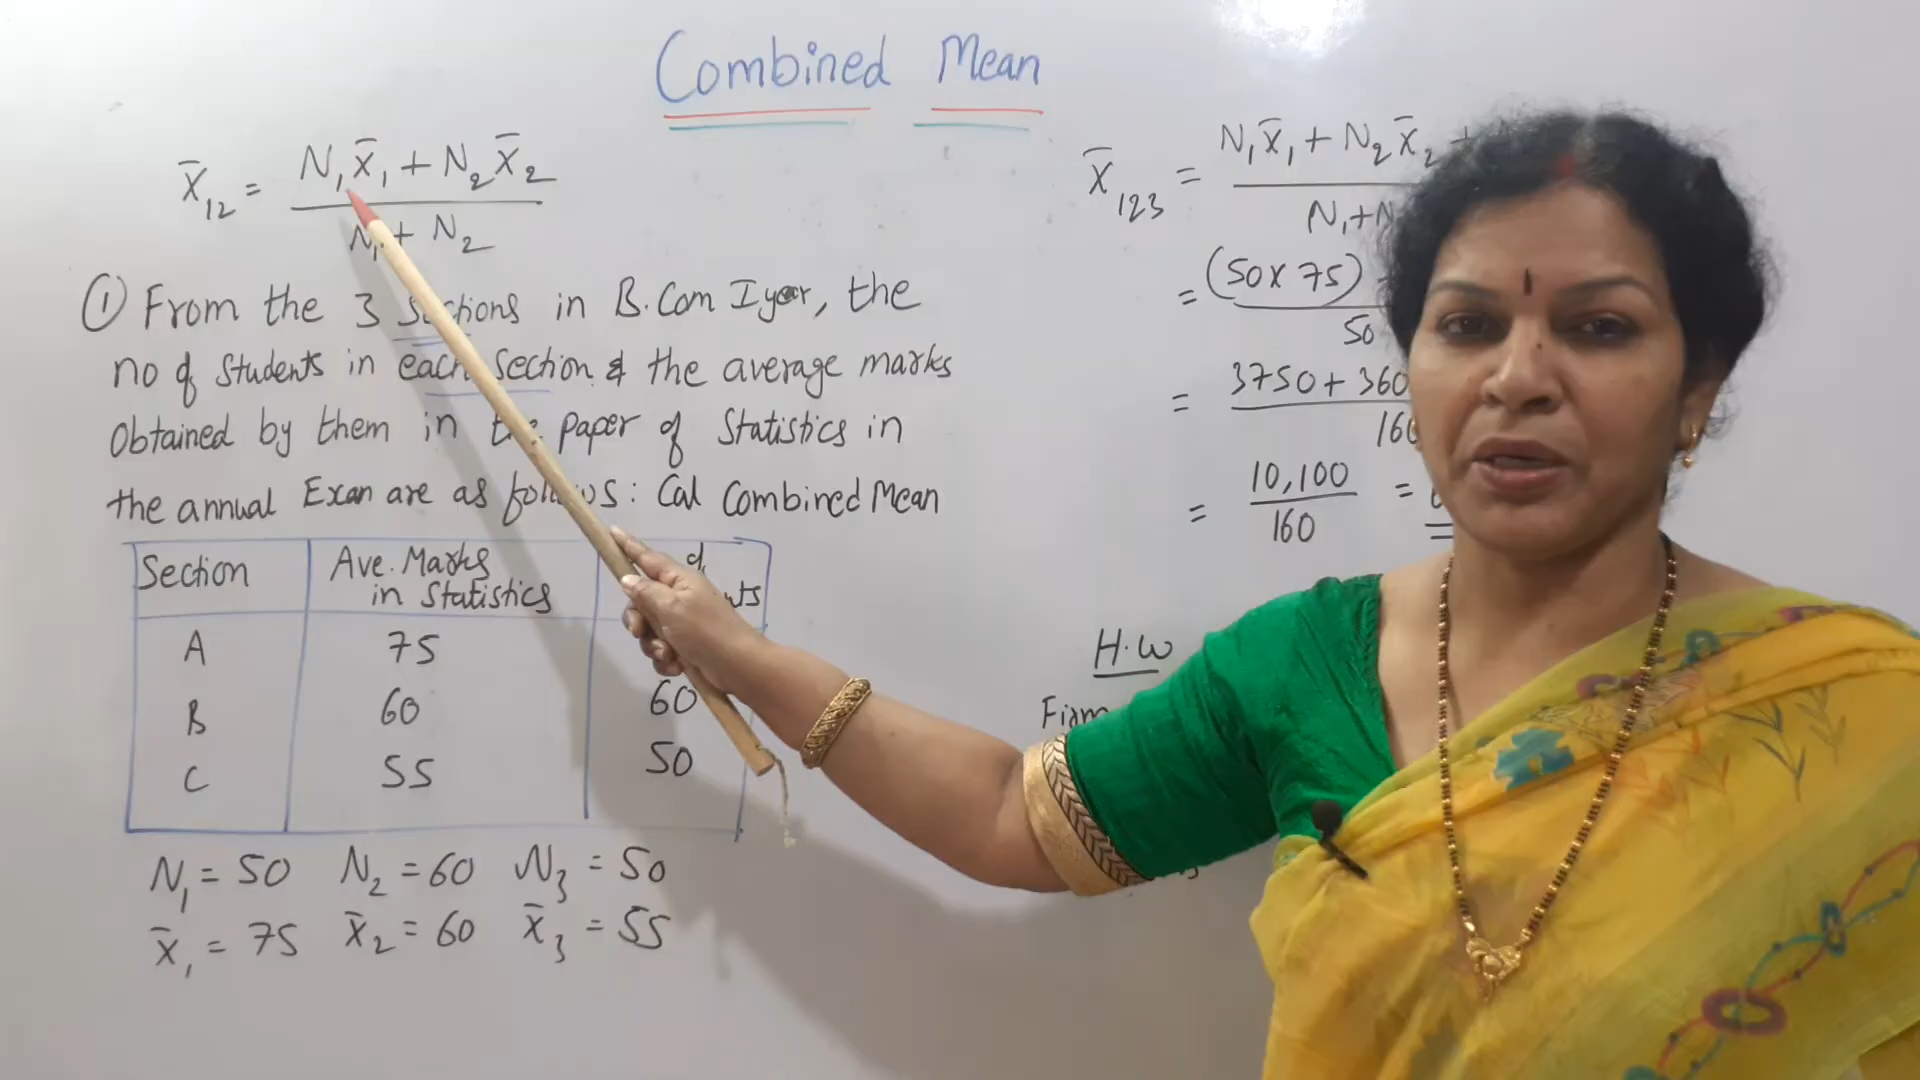 Combined Mean
X̄₁₂ = N₁X̄₁ + N₂X̄₂
N₁ + N₂
① From the 3 sections in B.Com I year, the
no of students in each section & the average marks
Obtained by them in the paper of Statistics in
the annual Exan are as follows : Cal Combined Mean
Section Ave. Marks in Statistics
A 75
B 60 60
C 55 50
N₁ = 50 N₂ = 60 N₃ = 50
x̄₁ = 75 x̄₂ = 60 x̄₃ = 55
X̄₁₂₃ = N₁x̄₁ + N₂x̄₂ +
N₁+N
= (50x 75)
50
= 3750 + 360
160
= 10,100 =
160
H.W